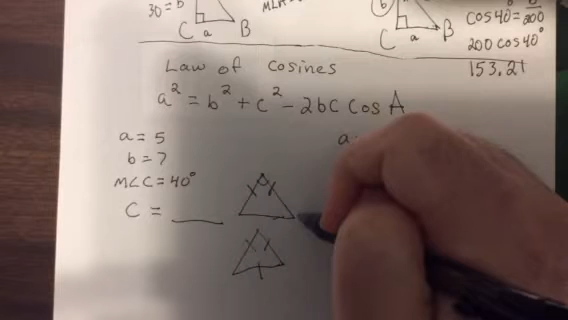 30 = b
C a B
6
C a B
cos 40° =
200
200 cos 40°
153.21
Law of Cosines
a² = b² + c² - 2bc Cos A
a = 5
b = 7
m∠C = 40°
C = ____
a